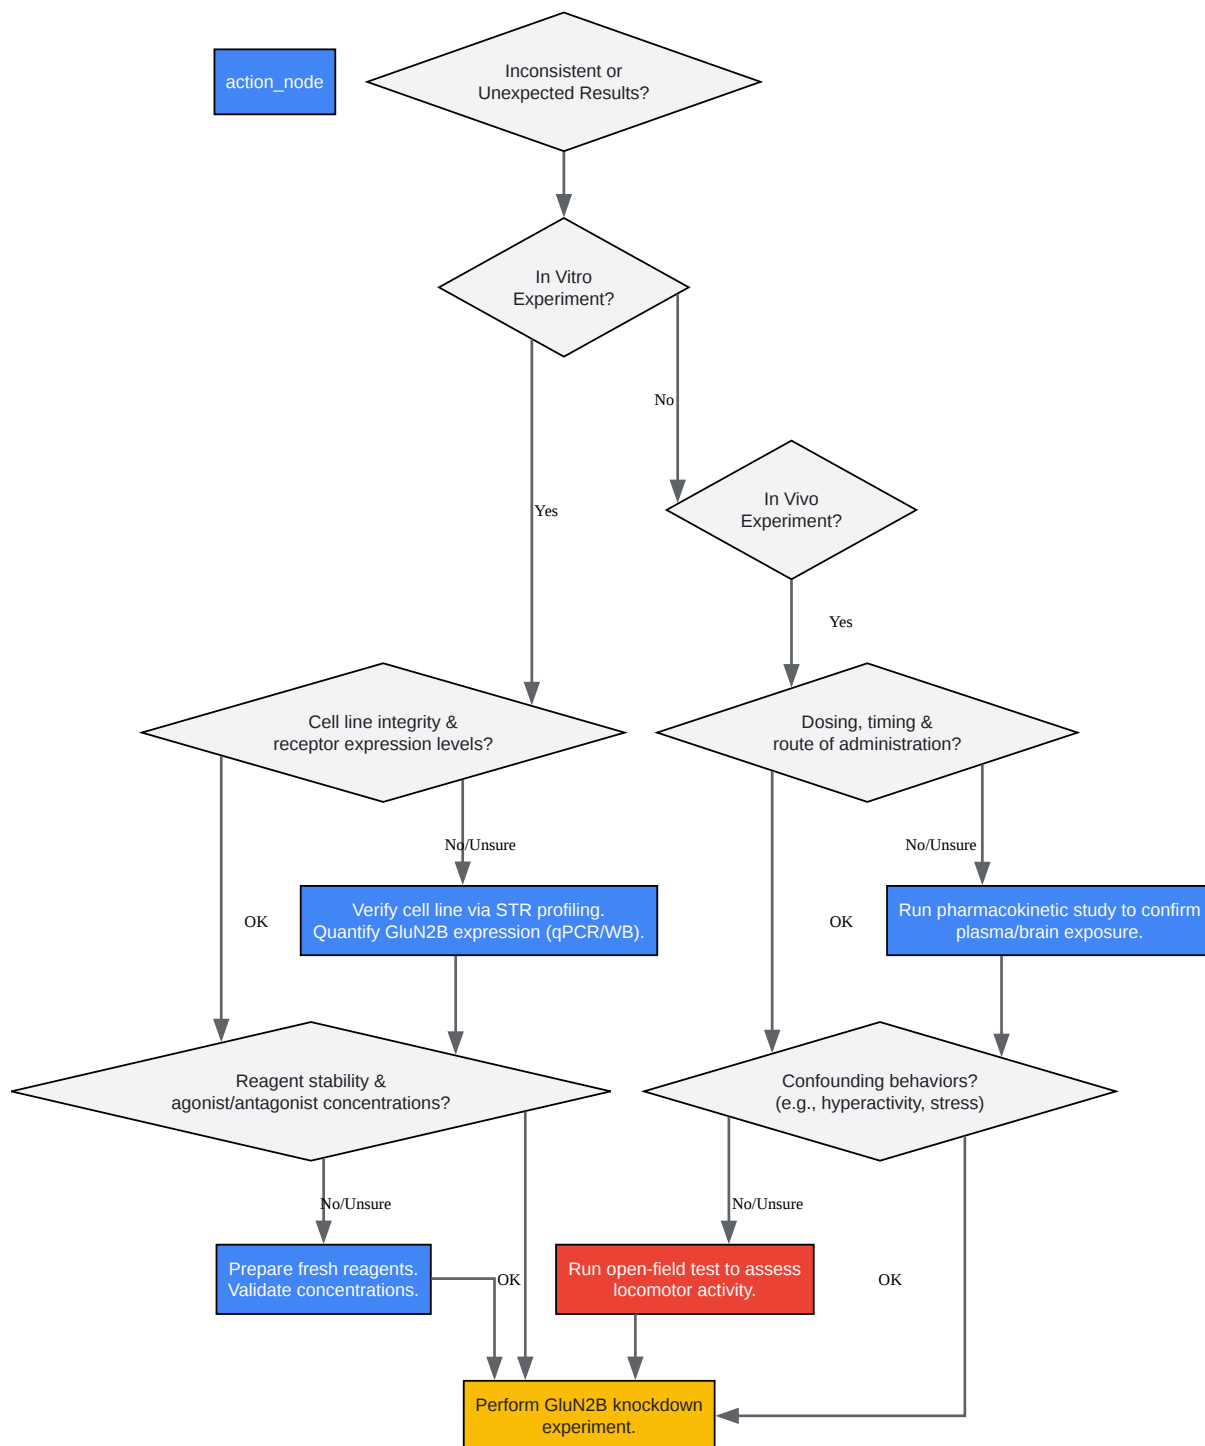 action_node
Inconsistent or
Unexpected Results?
In Vitro
Experiment?
No
In Vivo
Experiment?
Yes
Yes
Cell line integrity &
receptor expression levels?
Dosing, timing &
route of administration?
No/Unsure
No/Unsure
OK
Verify cell line via STR profiling.
Quantify GluN2B expression (qPCR/WB).
OK
Run pharmacokinetic study to confirm
plasma/brain exposure.
Reagent stability &
agonist/antagonist concentrations?
Confounding behaviors?
(e.g., hyperactivity, stress)
No/Unsure
No/Unsure
Prepare fresh reagents.
Validate concentrations.
OK
Run open-field test to assess
locomotor activity.
OK
Perform GluN2B knockdown
experiment.